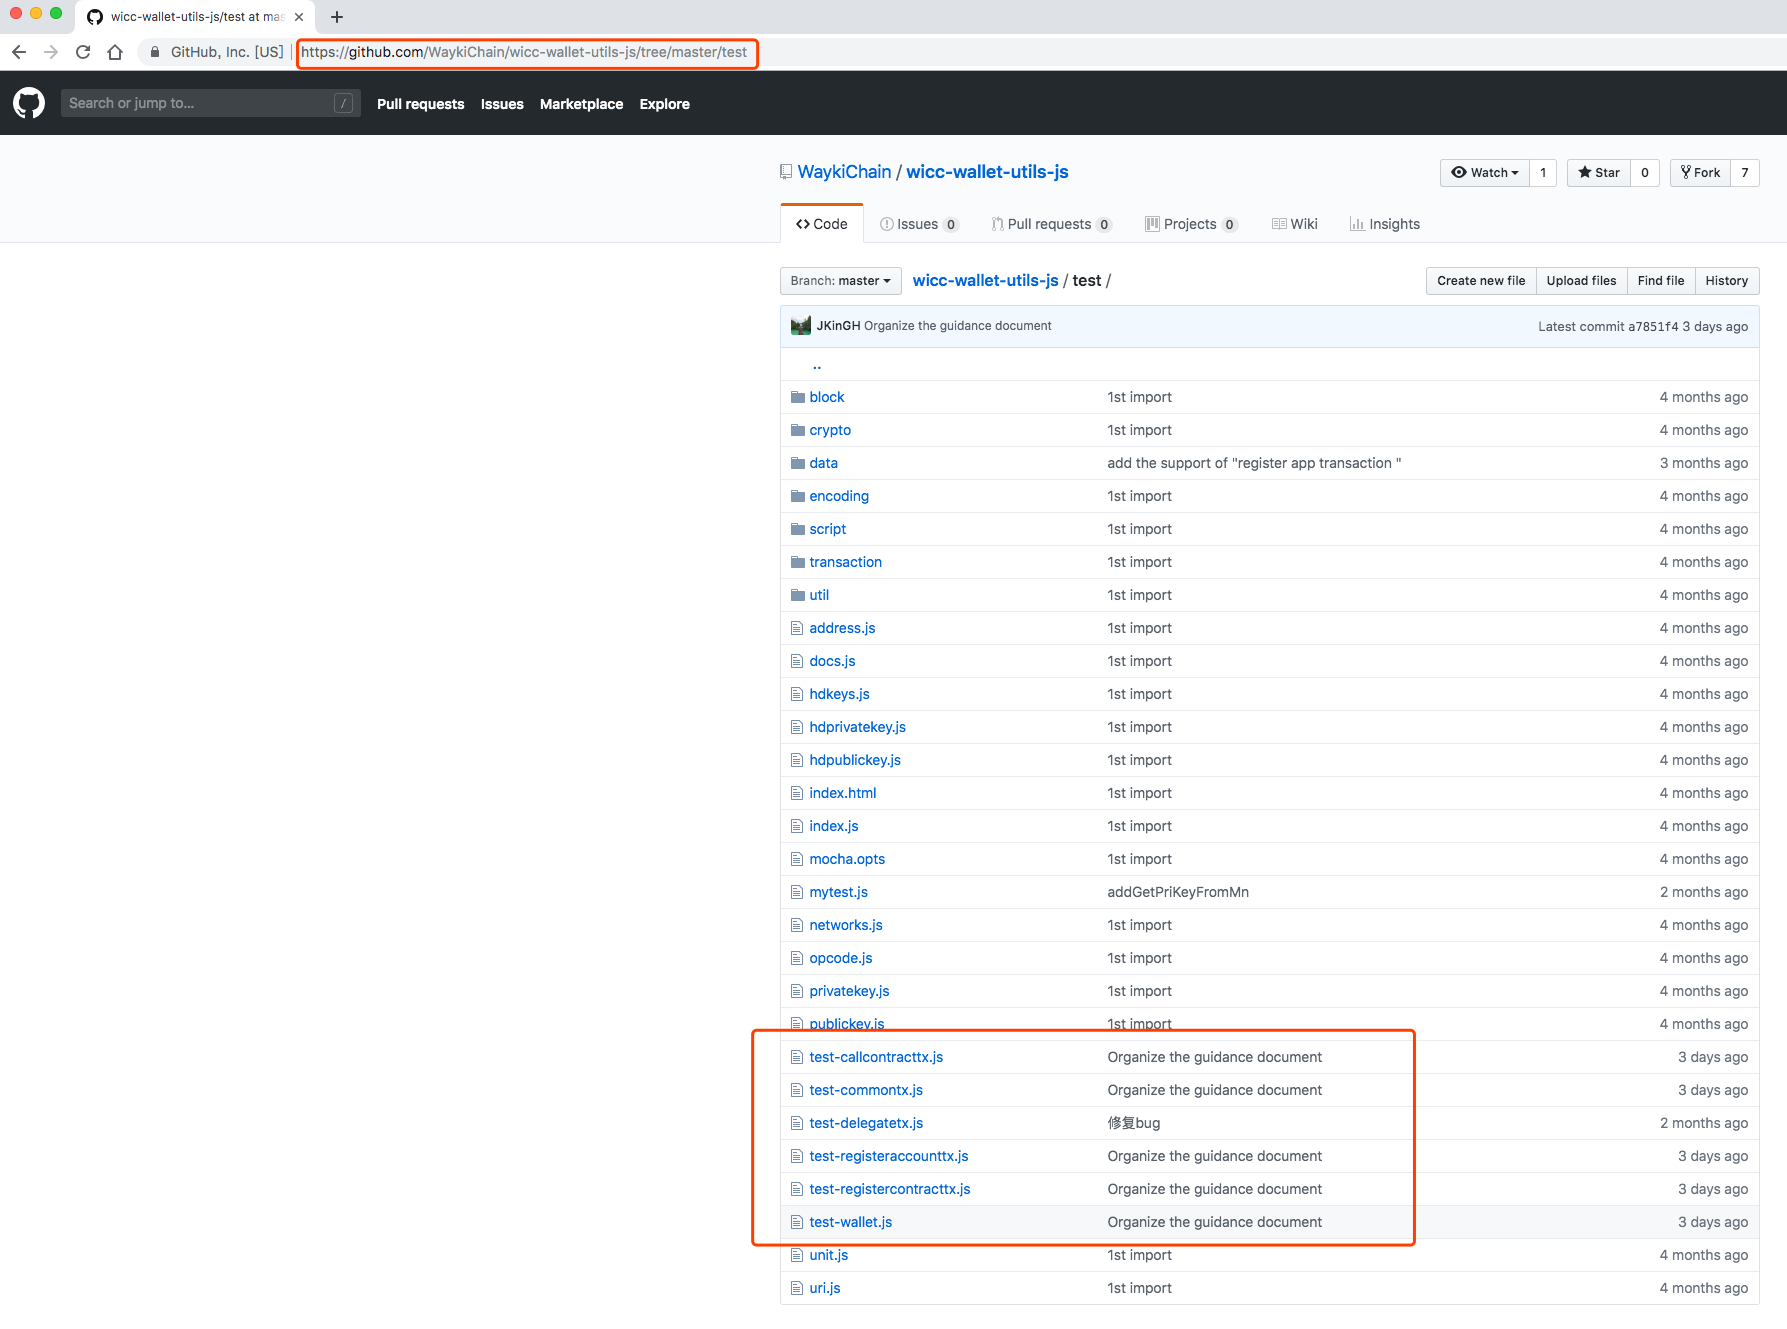 wicc-wallet-utils-js/test at mas
GitHub, Inc. [US] | https://github.com/WaykiChain/wicc-wallet-utils-js/tree/master/test
Search or jump to... / Pull requests Issues Marketplace Explore
WaykiChain / wicc-wallet-utils-js Watch 1 Star 0 Fork 7
Code Issues 0 Pull requests 0 Projects 0 Wiki Insights
Branch: master wicc-wallet-utils-js / test / Create new file Upload files Find file History
JKinGH Organize the guidance document Latest commit a7851f4 3 days ago
..
block 1st import 4 months ago
crypto 1st import 4 months ago
data add the support of "register app transaction " 3 months ago
encoding 1st import 4 months ago
script 1st import 4 months ago
transaction 1st import 4 months ago
util 1st import 4 months ago
address.js 1st import 4 months ago
docs.js 1st import 4 months ago
hdkeys.js 1st import 4 months ago
hdprivatekey.js 1st import 4 months ago
hdpublickey.js 1st import 4 months ago
index.html 1st import 4 months ago
index.js 1st import 4 months ago
mocha.opts 1st import 4 months ago
mytest.js addGetPriKeyFromMn 2 months ago
networks.js 1st import 4 months ago
opcode.js 1st import 4 months ago
privatekey.js 1st import 4 months ago
publickey.js 1st import 4 months ago
test-callcontracttx.js Organize the guidance document 3 days ago
test-commontx.js Organize the guidance document 3 days ago
test-delegatetx.js 修复bug 2 months ago
test-registeraccounttx.js Organize the guidance document 3 days ago
test-registercontracttx.js Organize the guidance document 3 days ago
test-wallet.js Organize the guidance document 3 days ago
unit.js 1st import 4 months ago
uri.js 1st import 4 months ago